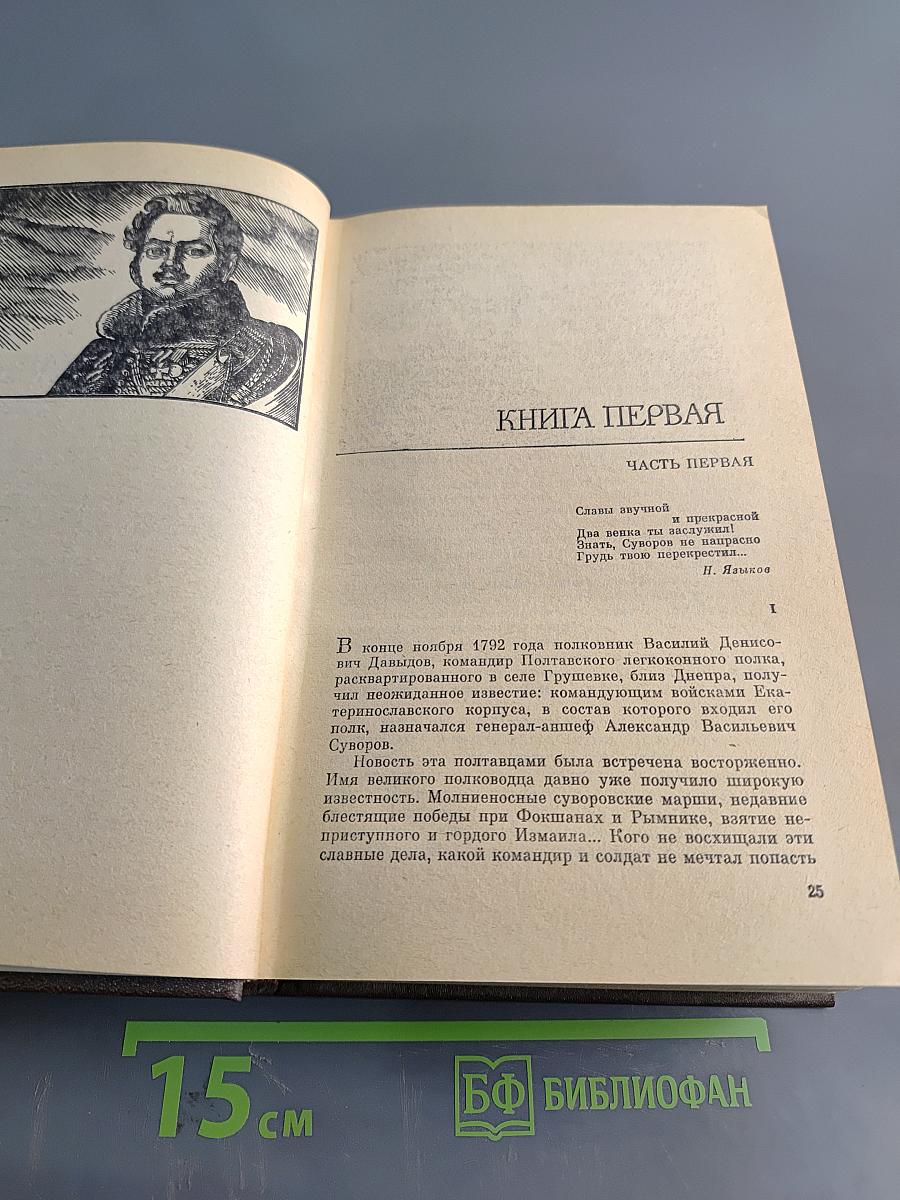 КНИГА ПЕРВАЯ
ЧАСТЬ ПЕРВАЯ
Славы звучной
и прекрасной
Два венка ты заслужил!
Знать, Суворов не напрасно
Грудь твою перекрестил...
Н. Языков
I
В конце ноября 1792 года полковник Василий Денисо-
вич Давыдов, командир Полтавского легкоконного полка,
расквартированного в селе Грушевке, близ Днепра, полу-
чил неожиданное известие: командующим войсками Ека-
теринославского корпуса, в состав которого входил его
полк, назначался генерал-аншеф Александр Васильевич
Суворов.
Новость эта полтавцами была встречена восторженно.
Имя великого полководца давно уже получило широкую
известность. Молниеносные суворовские марши, недавние
блестящие победы при Фокшанах и Рымнике, взятие не-
приступного и гордого Измаила... Кого не восхищали эти
славные дела, какой командир и солдат не мечтал попасть
25
15 см
БФ БИБЛИОФАН